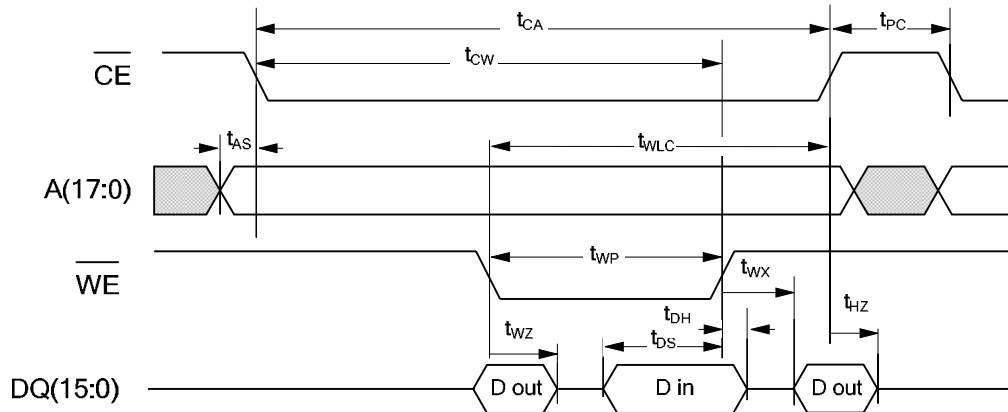 tCA
tPC
CE
tCW
tAS
tWLC
A(17:0)
WE
tWP
tWX
tHZ
tDH
tWZ
tDS
DQ(15:0)
D out
D in
D out